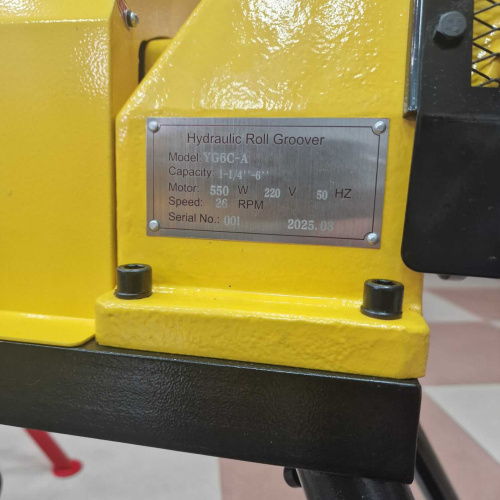 Hydraulic Roll Groover
Model: YG6C-A
Capacity: 1-1/4''-6''
Motor: 550 W 220 V 50 HZ
Speed: 26 RPM
Serial No.: 001 2025.03